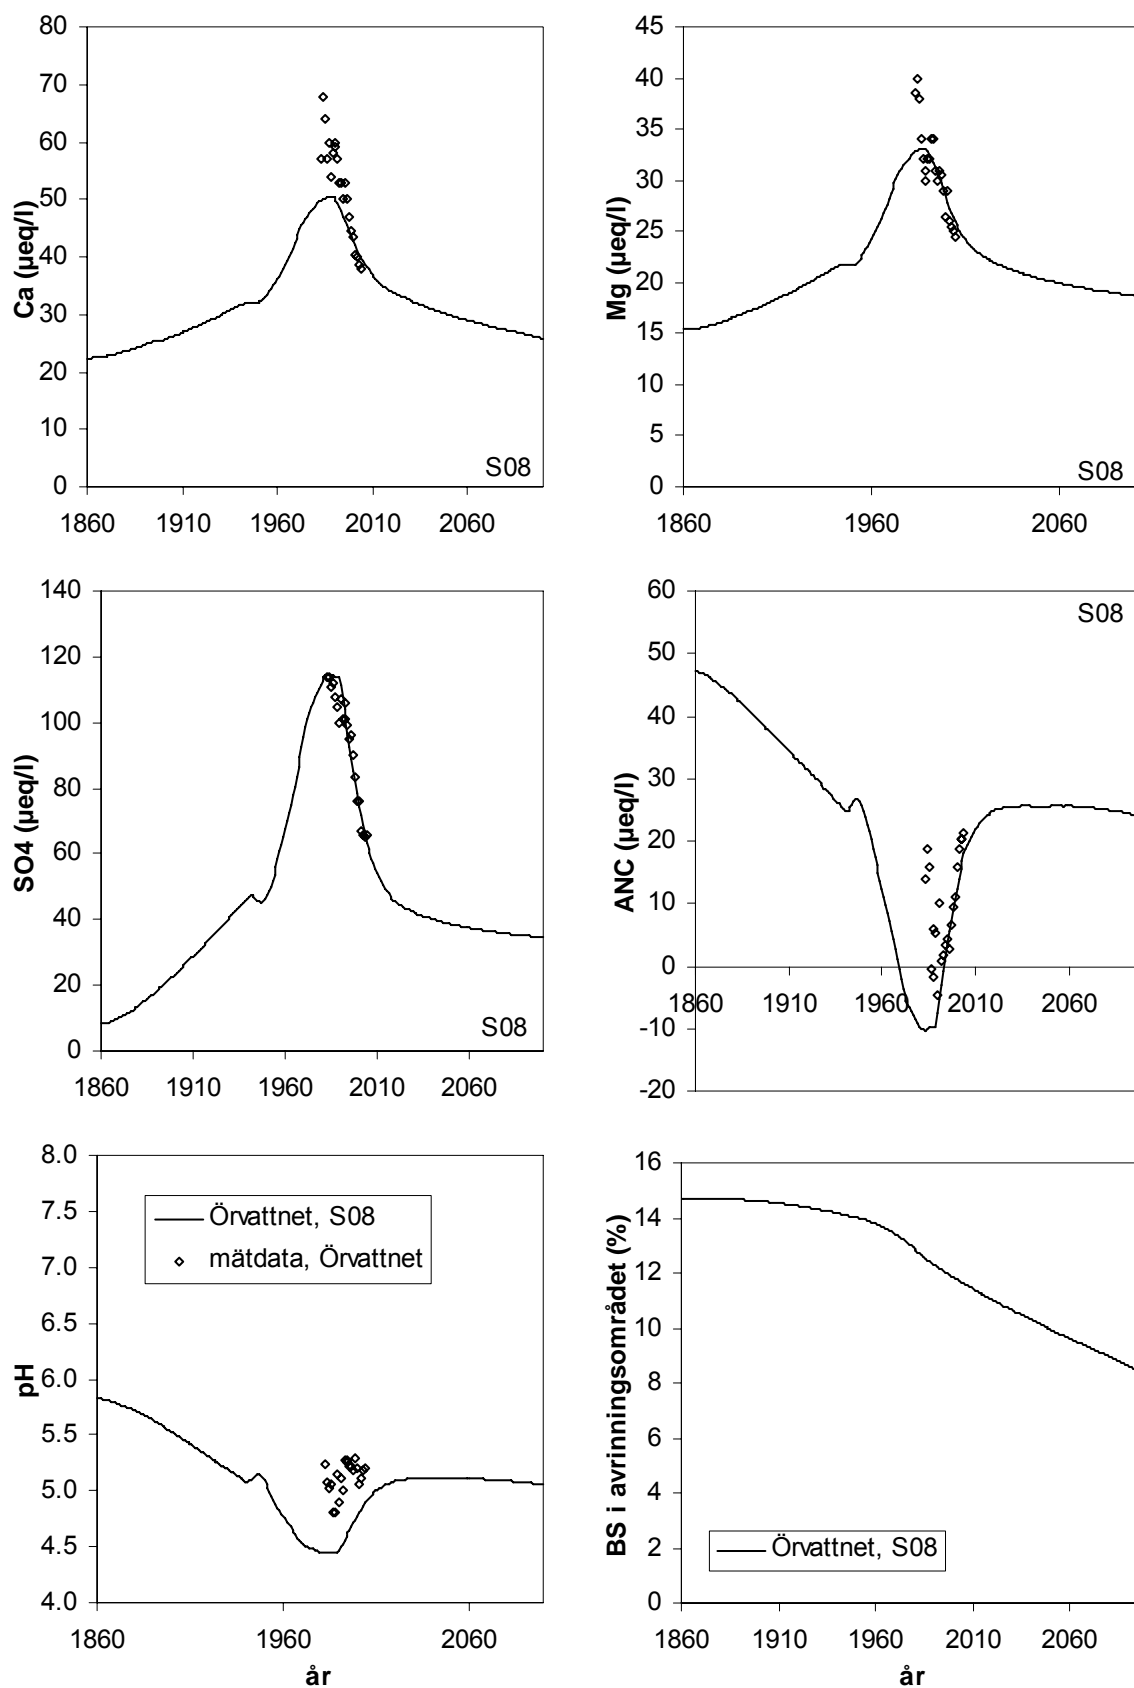 80
70
60
50
40
30
20
10
0
Ca (µeq/l)
S08
1860 1910 1960 2010 2060
45
40
35
30
25
20
15
10
5
0
Mg (µeq/l)
S08
1860 1960 2060
140
120
100
80
60
40
20
0
SO4 (µeq/l)
S08
1860 1910 1960 2010 2060
60
50
40
30
20
10
0
-10
-20
ANC (µeq/l)
S08
1860 1910 1960 2010 2060
8.0
7.5
7.0
6.5
6.0
5.5
5.0
4.5
4.0
pH
Örvattnet, S08
mätdata, Örvattnet
1860 1960 2060
år
16
14
12
10
8
6
4
2
0
BS i avrinningsområdet (%)
Örvattnet, S08
1860 1910 1960 2010 2060
år